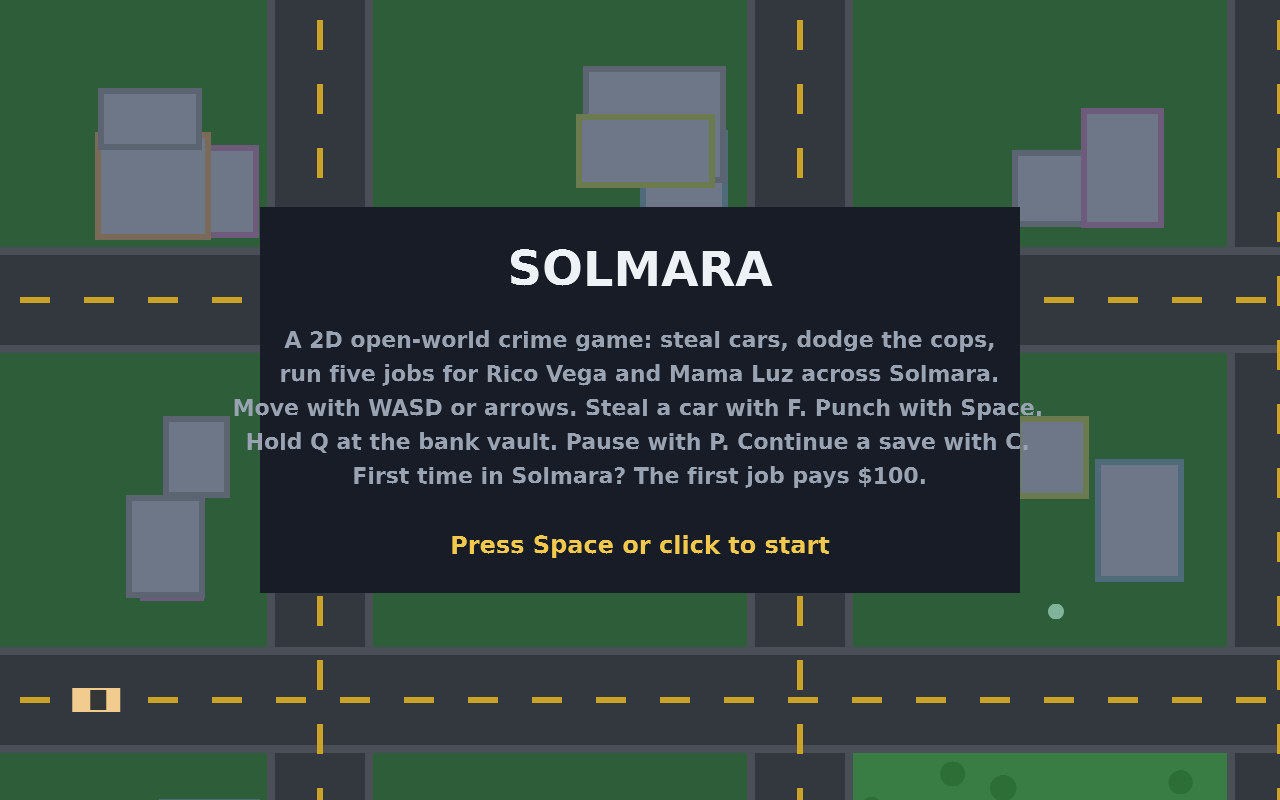 SOLMARA
A 2D open-world crime game: steal cars, dodge the cops,
run five jobs for Rico Vega and Mama Luz across Solmara.
Move with WASD or arrows. Steal a car with F. Punch with Space.
Hold Q at the bank vault. Pause with P. Continue a save with C.
First time in Solmara? The first job pays $100.
Press Space or click to start